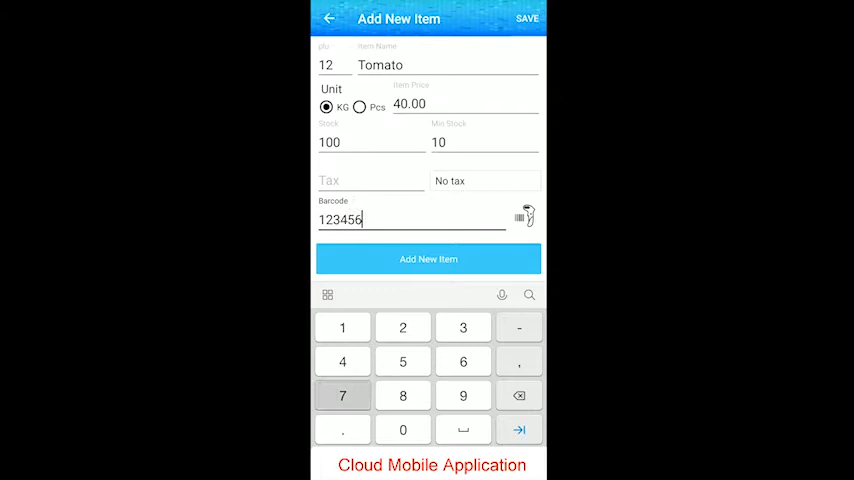 Add New Item SAVE
plu Item Name
12 Tomato
Unit Item Price
KG Pcs 40.00
Stock Min Stock
100 10
Tax No tax
Barcode
123456
Add New Item
1 2 3 -
4 5 6 ,
7 8 9
. 0
Cloud Mobile Application